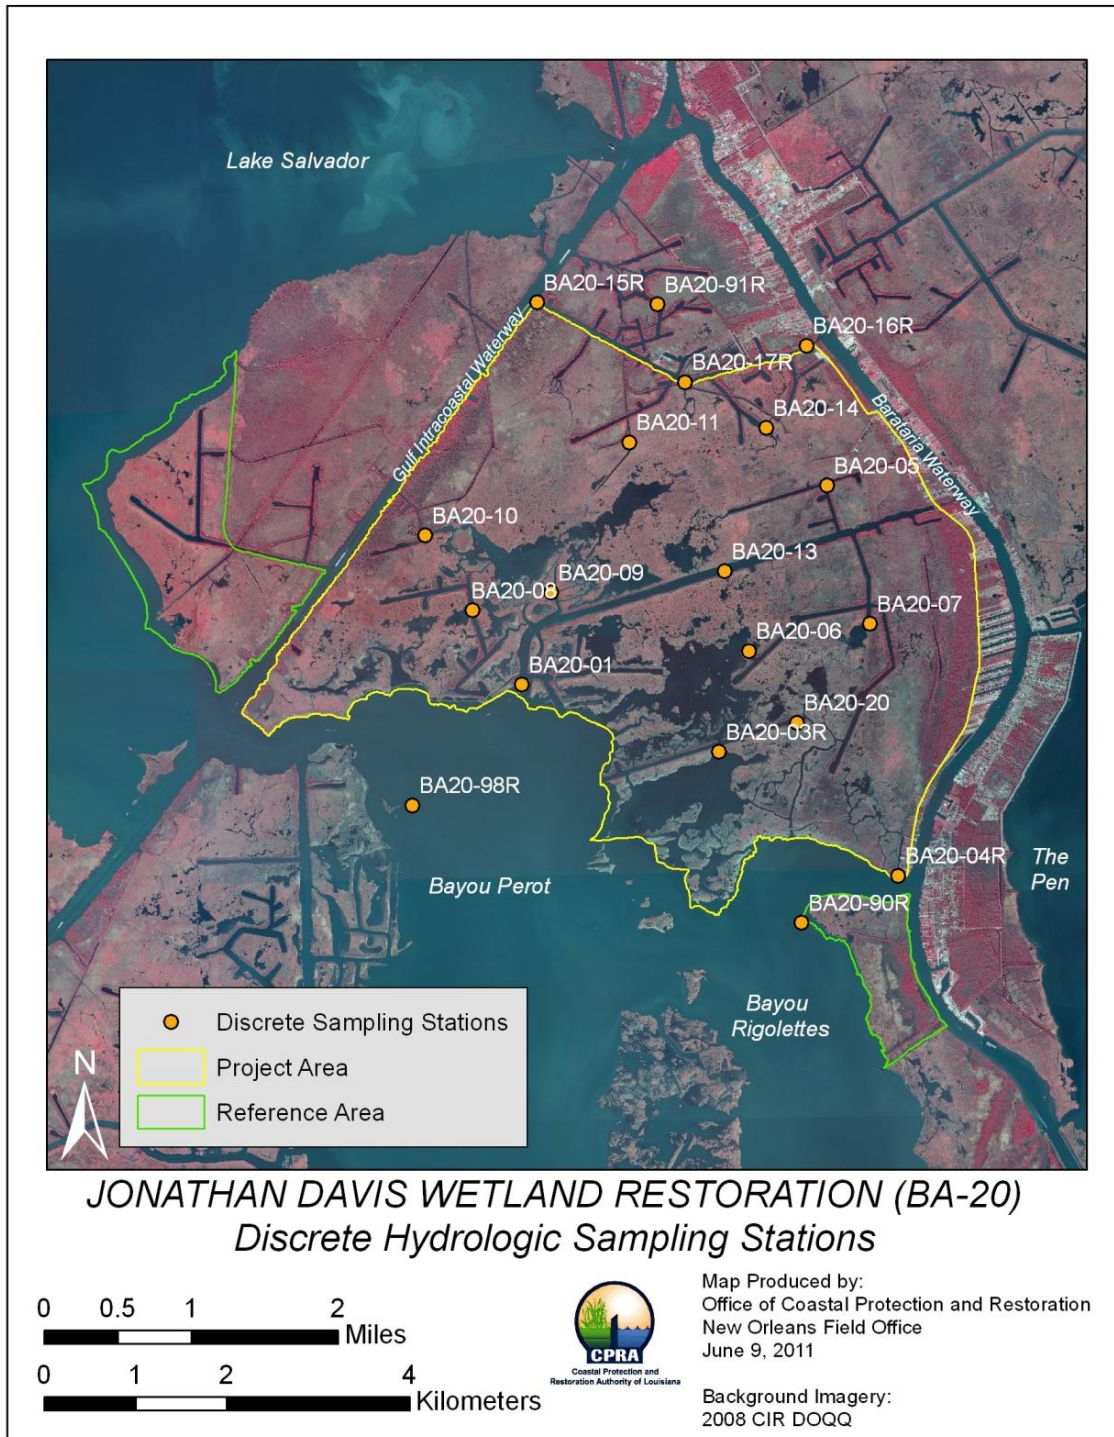 Lake Salvador
BA20-15R
BA20-91R
BA20-16R
BA20-17R
Gulf Intracoastal Waterway
Barataria Waterway
BA20-14
BA20-11
BA20-05
BA20-10
BA20-13
BA20-09
BA20-08
BA20-07
BA20-06
BA20-01
BA20-20
BA20-03R
BA20-98R
BA20-04R
The
Pen
Bayou Perot
BA20-90R
Bayou
Rigolettes
N
Discrete Sampling Stations
Project Area
Reference Area
JONATHAN DAVIS WETLAND RESTORATION (BA-20)
Discrete Hydrologic Sampling Stations
0 0.5 1 2
Miles
0 1 2 4
Kilometers
CPRA
Coastal Protection and
Restoration Authority of Louisiana
Map Produced by:
Office of Coastal Protection and Restoration
New Orleans Field Office
June 9, 2011
Background Imagery:
2008 CIR DOQQ